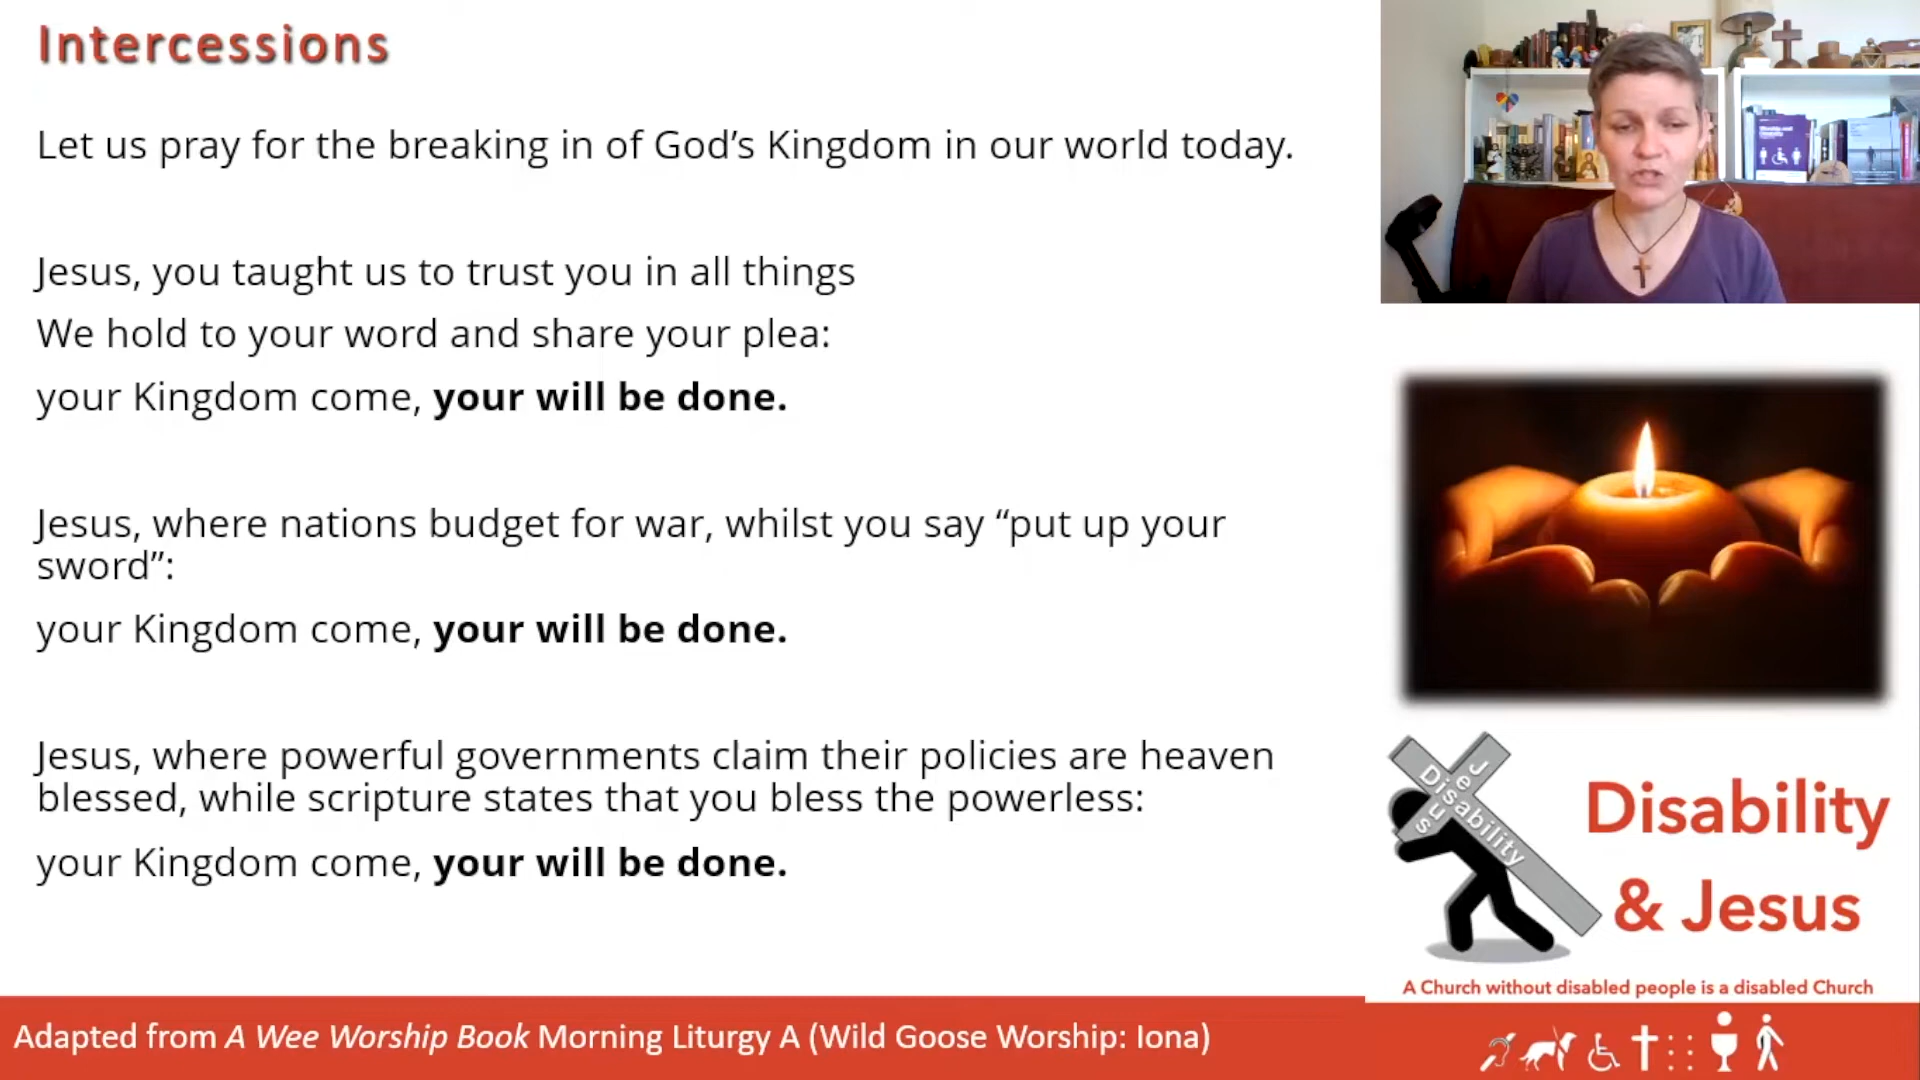 Intercessions
Let us pray for the breaking in of God’s Kingdom in our world today.
Jesus, you taught us to trust you in all things
We hold to your word and share your plea:
your Kingdom come, your will be done.
Jesus, where nations budget for war, whilst you say “put up your
sword”:
your Kingdom come, your will be done.
Jesus, where powerful governments claim their policies are heaven
blessed, while scripture states that you bless the powerless:
your Kingdom come, your will be done.
Jesus
Disability
Disability
& Jesus
A Church without disabled people is a disabled Church
Adapted from A Wee Worship Book Morning Liturgy A (Wild Goose Worship: Iona)